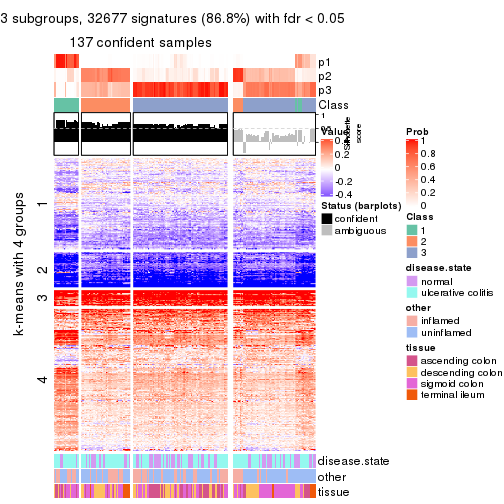 3 subgroups, 32677 signatures (86.8%) with fdr < 0.05
137 confident samples
p1
p2
p3
Class
1
0.5
0
Silhouette
score
k-means with 4 groups
1
2
3
4
disease.state
other
tissue
Value
0.4
0.2
0
-0.2
-0.4
Status (barplots)
confident
ambiguous
Prob
1
0.8
0.6
0.4
0.2
0
Class
1
2
3
disease.state
normal
ulcerative colitis
other
inflamed
uninflamed
tissue
ascending colon
descending colon
sigmoid colon
terminal ileum